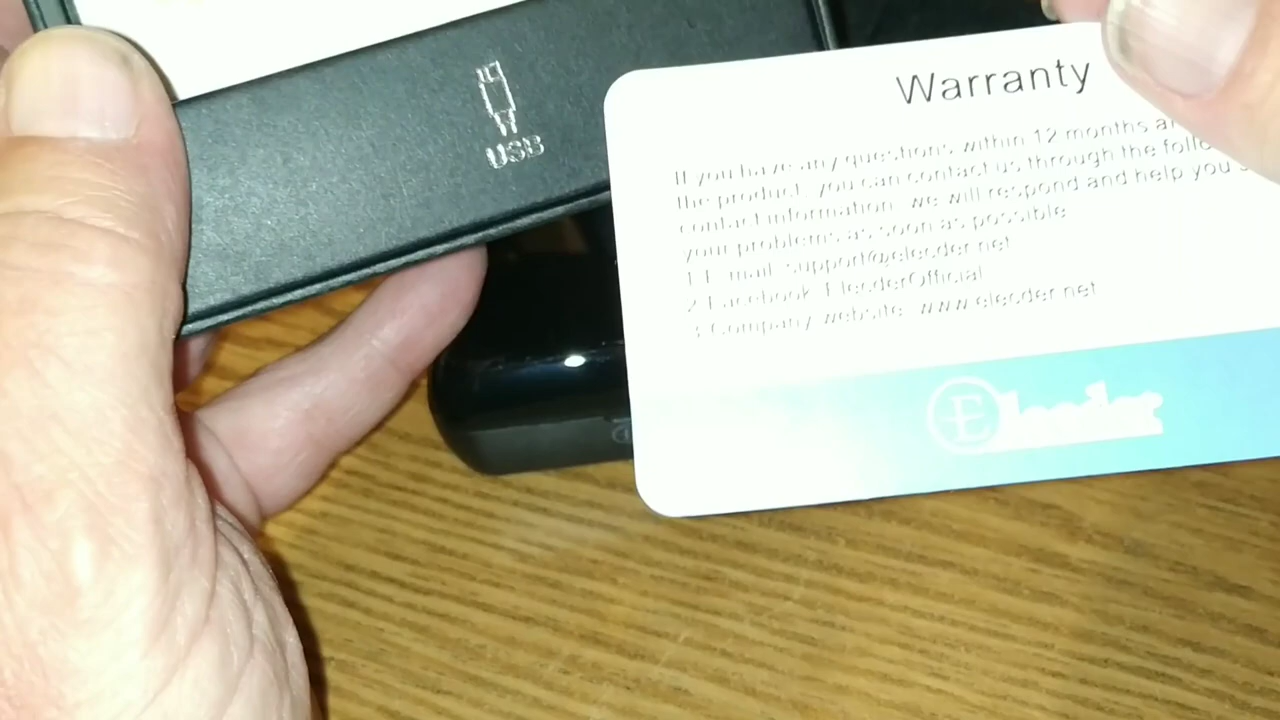 USB
Warranty
If you have any questions within 12 months
the product, you can contact us through the
contact information, we will respond and help you
your problems as soon as possible
1 E-mail: support@elecder.net
2 Facebook: ElecderOfficial
3 Company website: www.elecder.net
Elecder